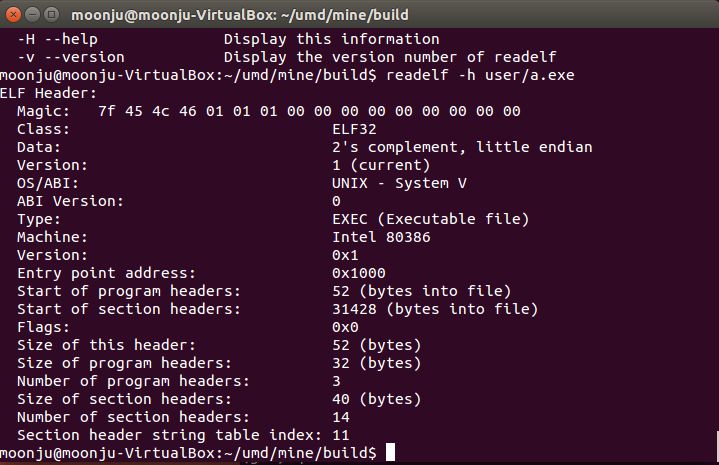 moonju@moonju-VirtualBox: ~/umd/mine/build
-H --help              Display this information
-v --version           Display the version number of readelf
moonju@moonju-VirtualBox:~/umd/mine/build$ readelf -h user/a.exe
ELF Header:
  Magic:   7f 45 4c 46 01 01 01 00 00 00 00 00 00 00 00 00
  Class:                             ELF32
  Data:                              2's complement, little endian
  Version:                           1 (current)
  OS/ABI:                            UNIX - System V
  ABI Version:                       0
  Type:                              EXEC (Executable file)
  Machine:                           Intel 80386
  Version:                           0x1
  Entry point address:               0x1000
  Start of program headers:          52 (bytes into file)
  Start of section headers:          31428 (bytes into file)
  Flags:                             0x0
  Size of this header:               52 (bytes)
  Size of program headers:           32 (bytes)
  Number of program headers:         3
  Size of section headers:           40 (bytes)
  Number of section headers:         14
  Section header string table index: 11
moonju@moonju-VirtualBox:~/umd/mine/build$